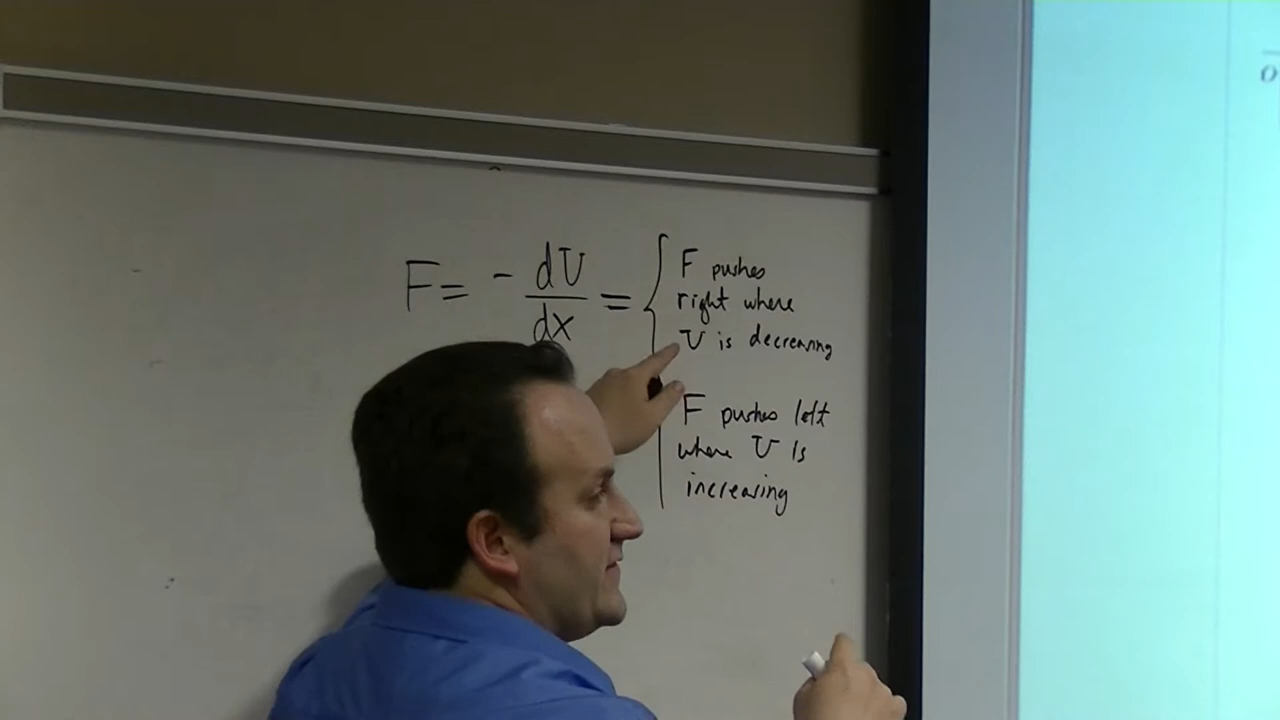 F = - dU/dx = { F pushes
right where
U is decreasing
F pushes left
where U is
increasing